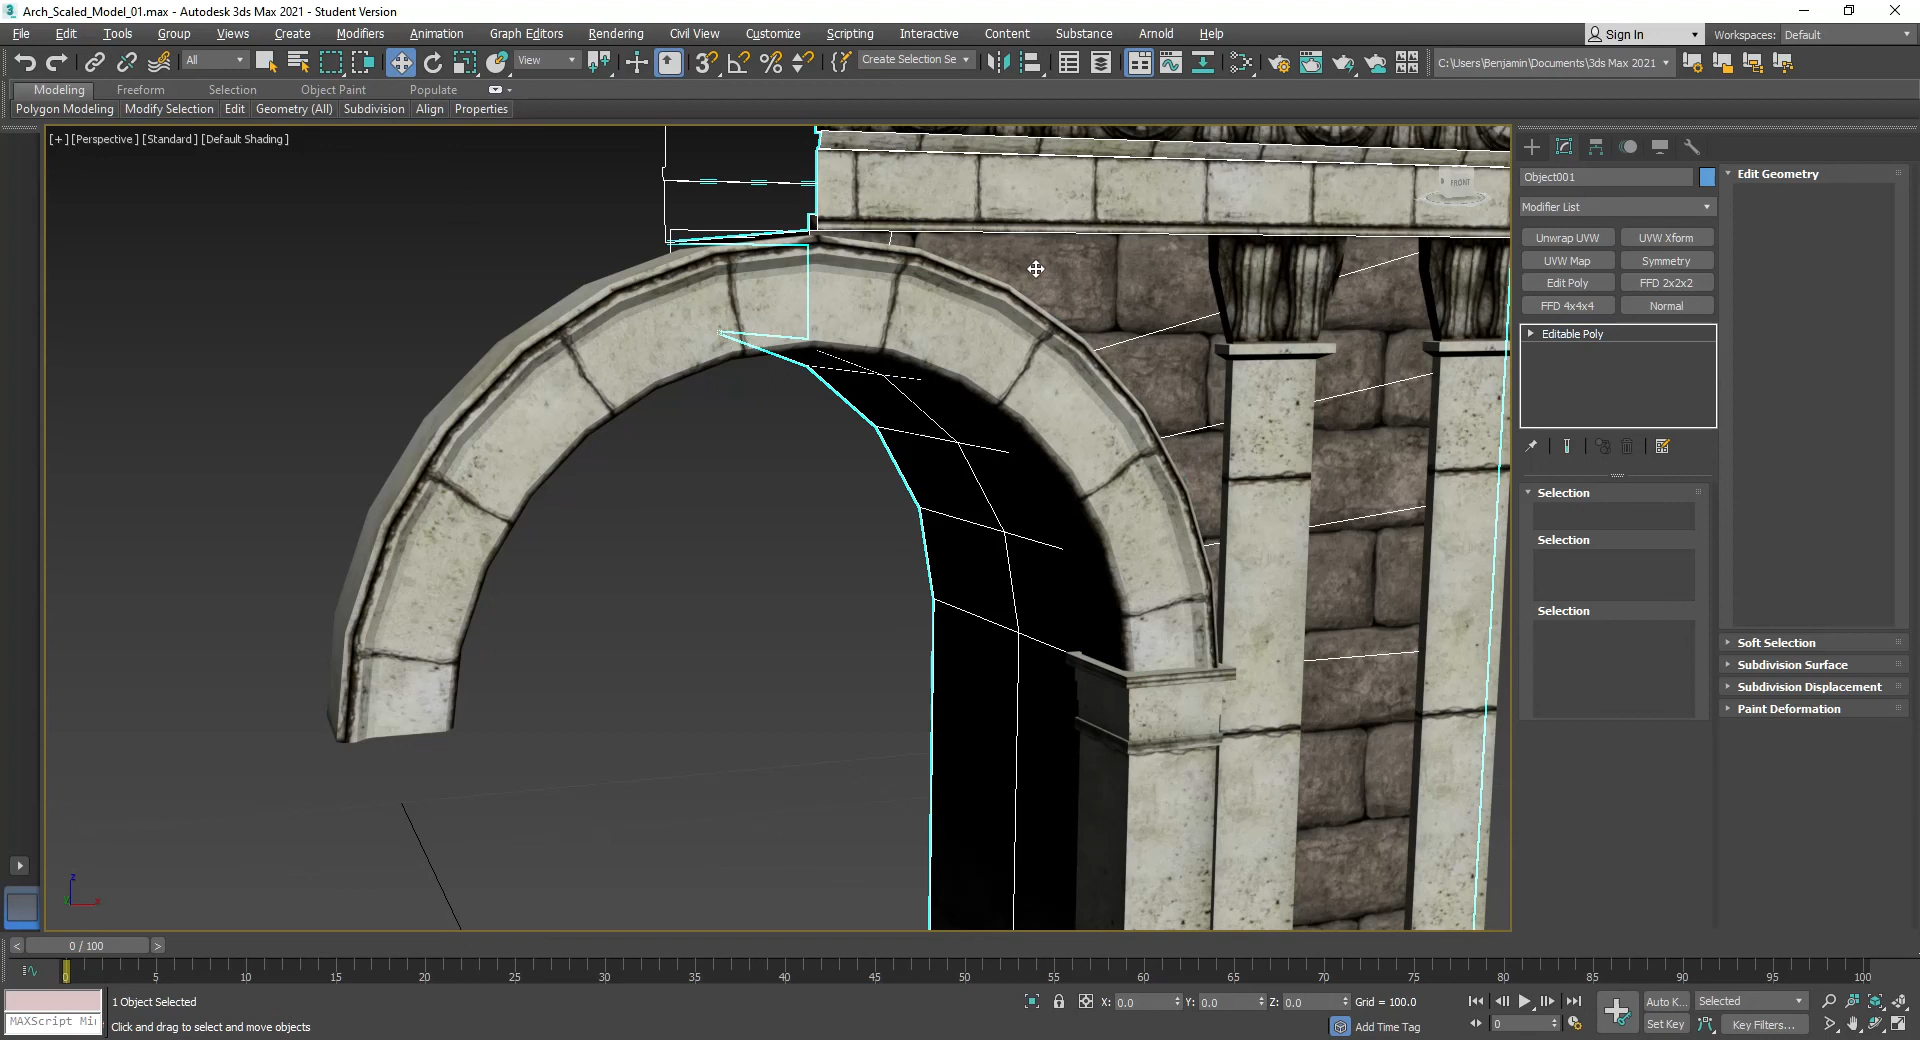 Arch_Scaled_Model_01.max - Autodesk 3ds Max 2021 - Student Version
File Edit Tools Group Views Create Modifiers Animation Graph Editors Rendering Civil View Customize Scripting Interactive Content Substance Arnold Help Sign In Workspaces: Default
All View Create Selection Se C:\Users\Benjamin\Documents\3ds Max 2021
Modeling Freeform Selection Object Paint Populate
Polygon Modeling Modify Selection Edit Geometry (All) Subdivision Align Properties
[+] [Perspective] [Standard] [Default Shading]
FRONT
Object001
Modifier List
Unwrap UVW UVW Xform
UVW Map Symmetry
Edit Poly FFD 2x2x2
FFD 4x4x4 Normal
Editable Poly
Selection
Selection
Selection
Edit Geometry
Soft Selection
Subdivision Surface
Subdivision Displacement
Paint Deformation
z
x
< 0 / 100 >
0 5 10 15 20 25 30 35 40 45 50 55 60 65 70 75 80 85 90 95 100
1 Object Selected X: 0.0 Y: 0.0 Z: 0.0 Grid = 100.0 Auto K... Selected
MAXScript Mi Click and drag to select and move objects Add Time Tag 0 Set Key Key Filters...